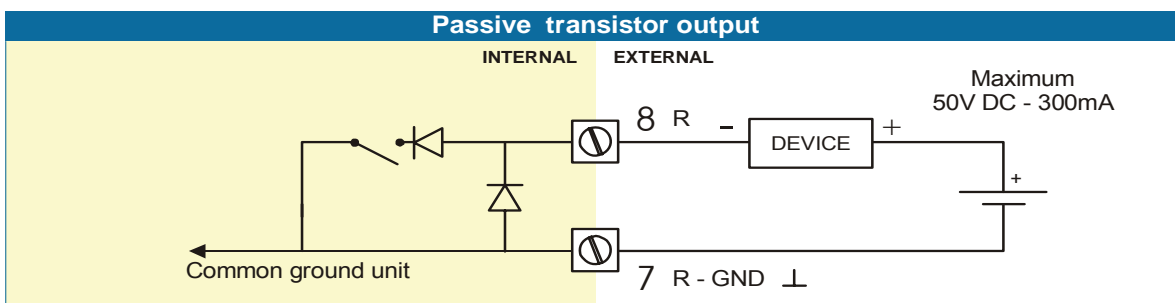 Passive transistor output
INTERNAL EXTERNAL
Maximum
50V DC - 300mA
8 R - DEVICE +
+
Common ground unit
7 R - GND ⊥